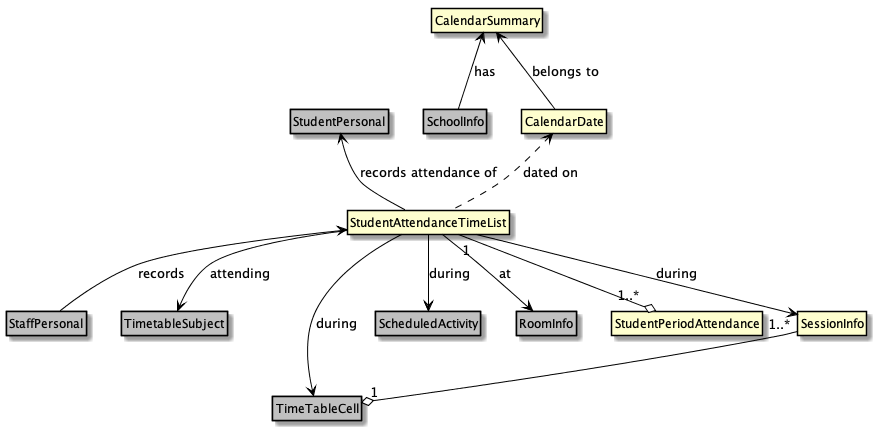 CalendarSummary
has
belongs to
StudentPersonal
SchoolInfo
CalendarDate
records attendance of
dated on
StudentAttendanceTimeList
1
records
attending
during
during
at
during
1..*
StaffPersonal
TimetableSubject
ScheduledActivity
RoomInfo
StudentPeriodAttendance
1..*
SessionInfo
1
TimeTableCell